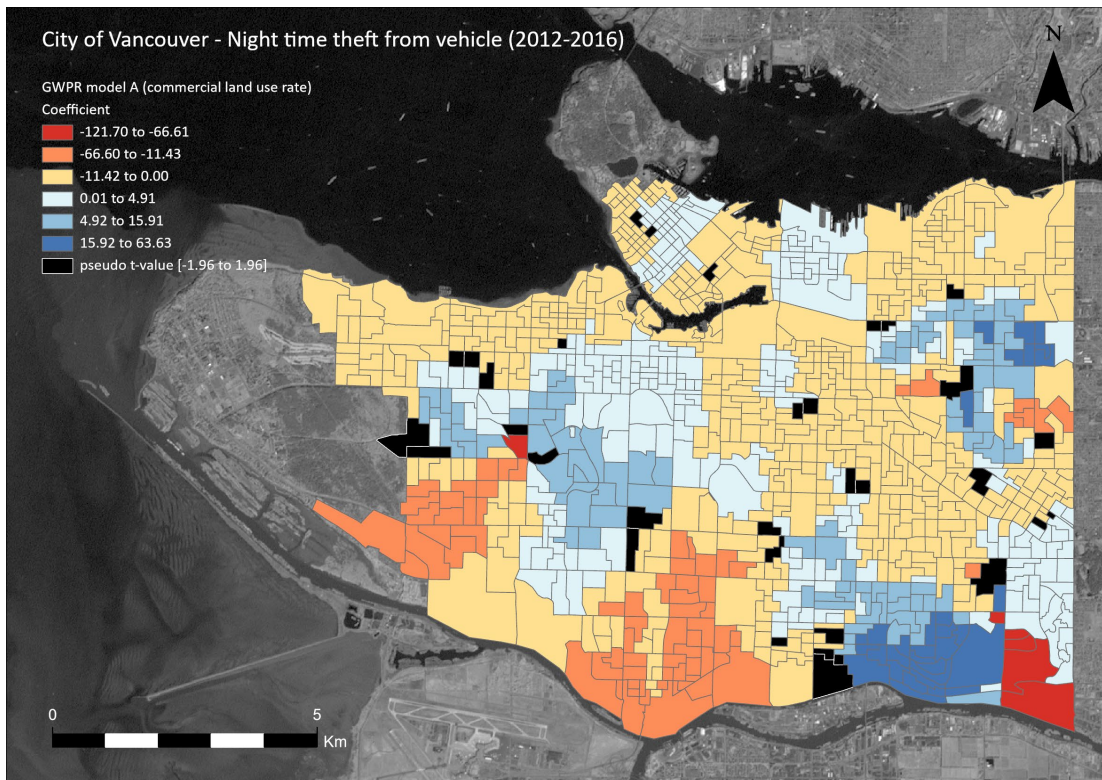 City of Vancouver - Night time theft from vehicle (2012-2016)
N
GWPR model A (commercial land use rate)
Coefficient
-121.70 to -66.61
-66.60 to -11.43
-11.42 to 0.00
0.01 to 4.91
4.92 to 15.91
15.92 to 63.63
pseudo t-value [-1.96 to 1.96]
0 5
Km